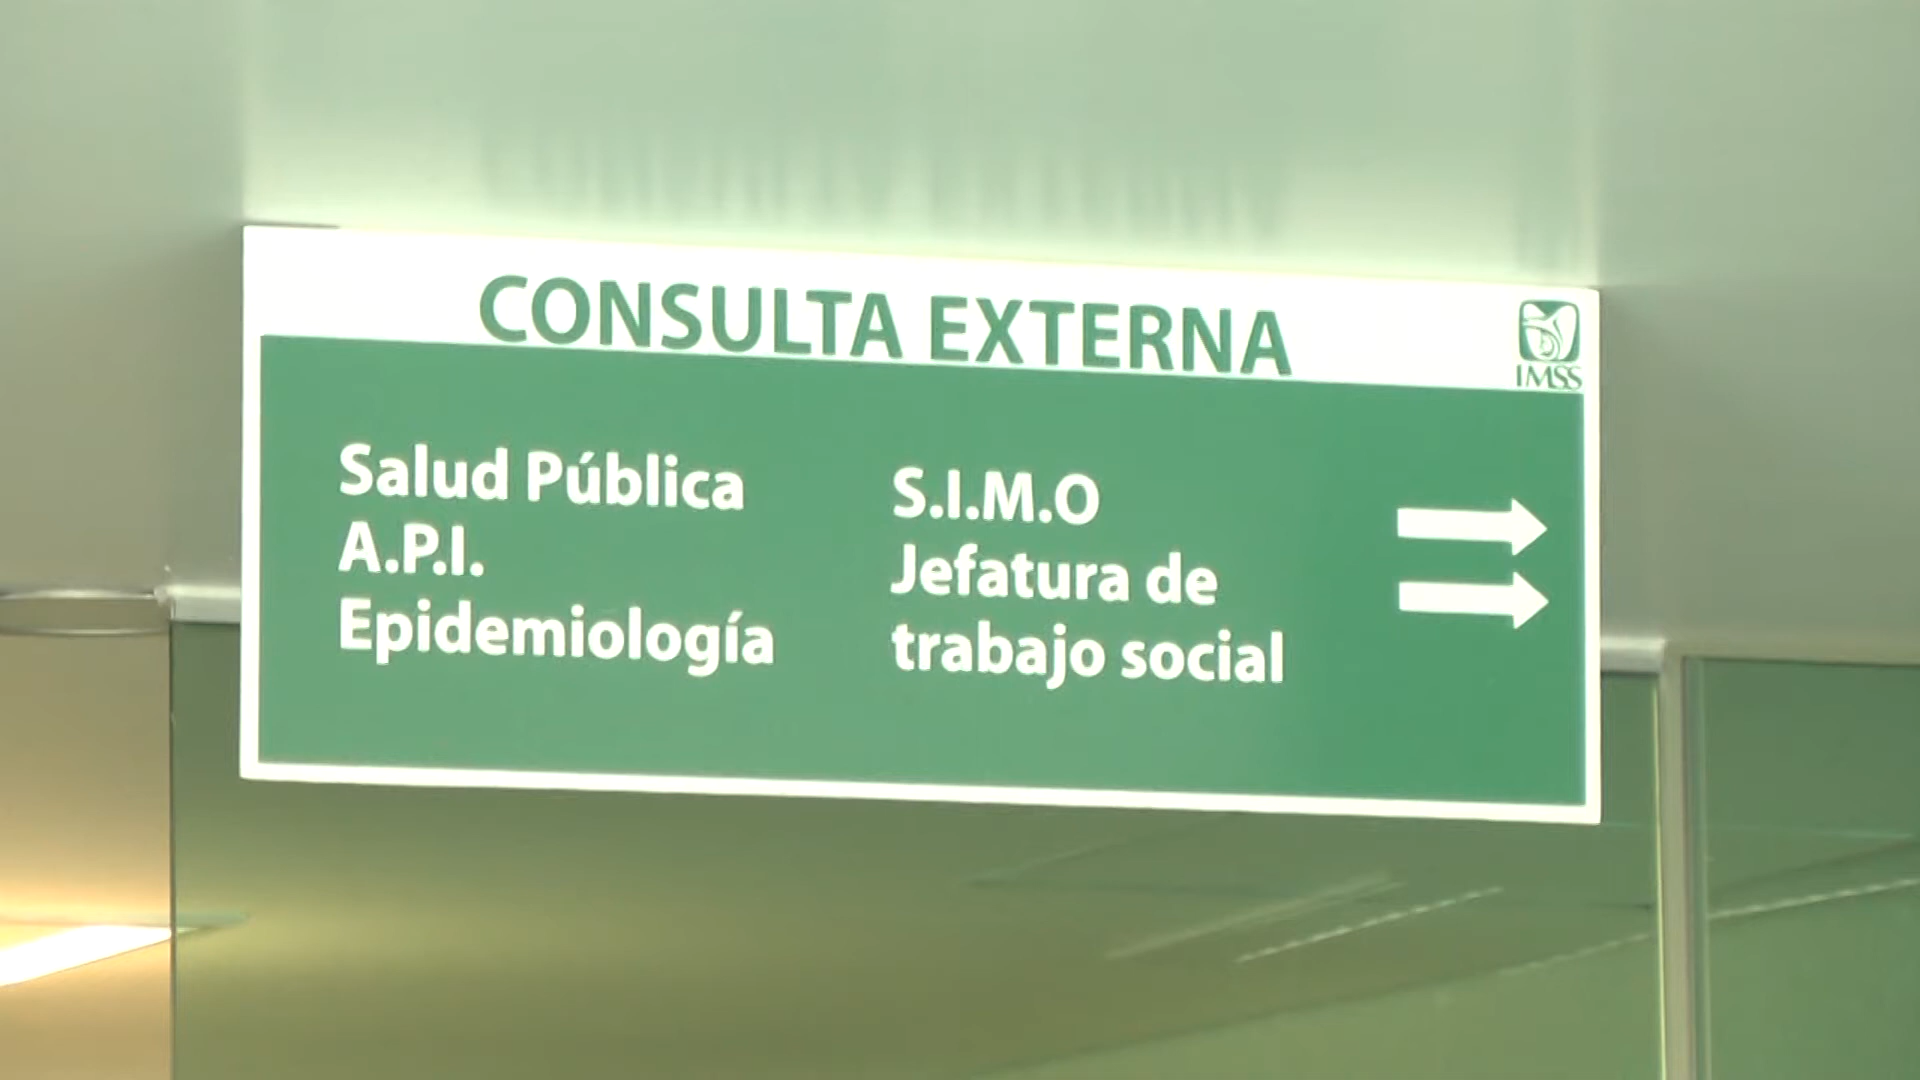 CONSULTA EXTERNA
IMSS
Salud Pública
A.P.I.
Epidemiología
S.I.M.O
Jefatura de
trabajo social